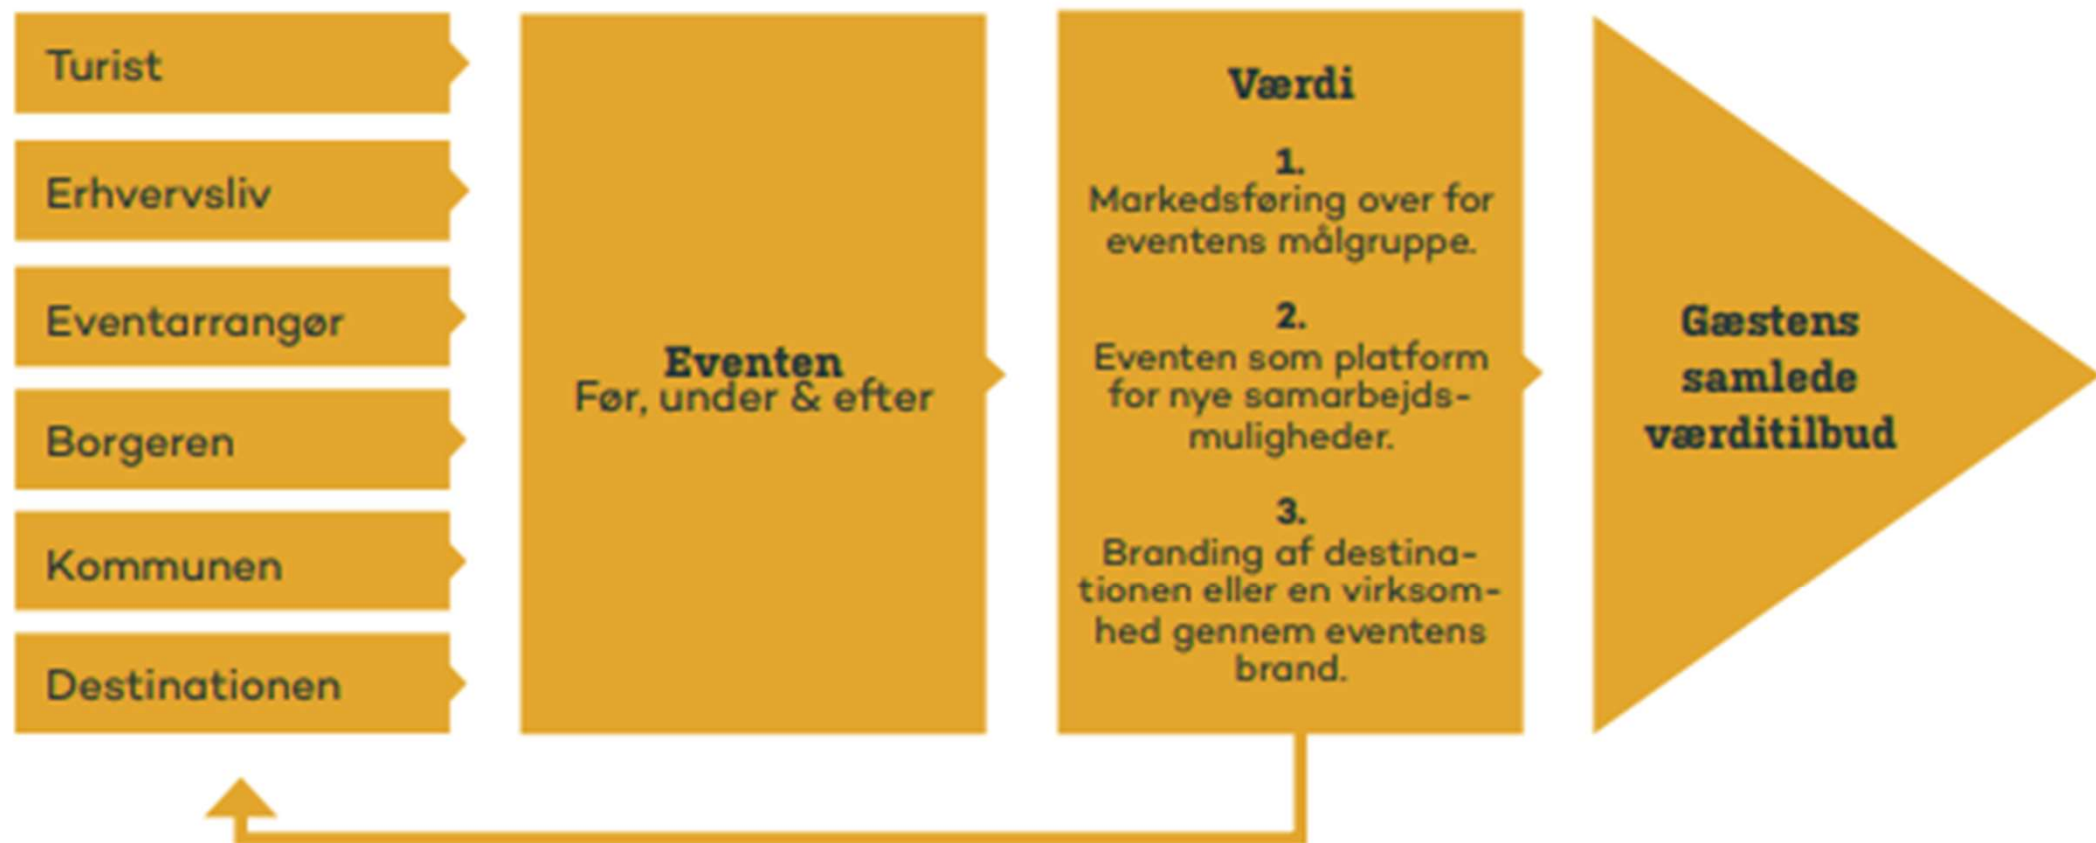 Turist
Erhvervsliv
Eventarrangør
Borgeren
Kommunen
Destinationen
Eventen
Før, under & efter
Værdi
1.
Markedsføring over for
eventens målgruppe.
2.
Eventen som platform
for nye samarbejds-
muligheder.
3.
Branding af destina-
tionen eller en virksom-
hed gennem eventens
brand.
Gæstens
samlede
værditilbud